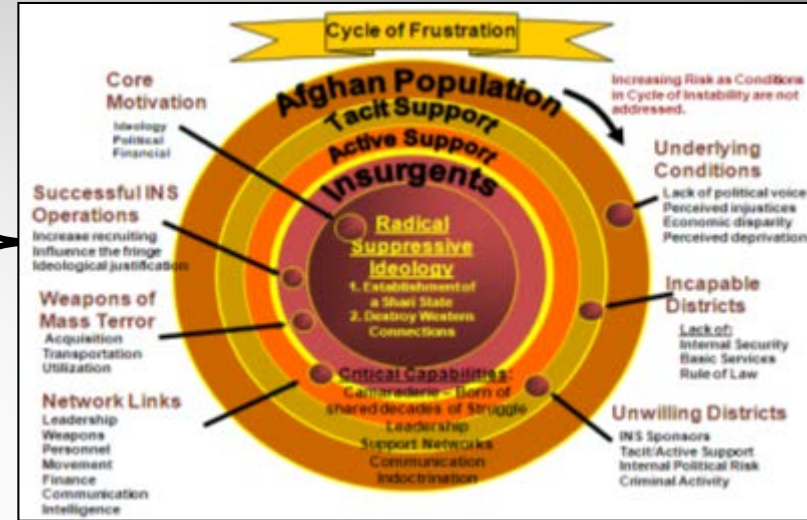 Cycle of Frustration
Afghan Population
Tacit Support
Active Support
Insurgents
Radical
Suppressive
Ideology
1. Establishment of
a Shari State
2. Destroy Western
Connections
Critical Capabilities:
Camaraderie – Born of
shared decades of Struggle
Leadership
Support Networks
Communication
Indoctrination
Core
Motivation
Ideology
Political
Financial
Successful INS
Operations
Increase recruiting
Influence the fringe
Ideological justification
Weapons of
Mass Terror
Acquisition
Transportation
Utilization
Network Links
Leadership
Weapons
Personnel
Movement
Finance
Communication
Intelligence
Increasing Risk as Conditions
in Cycle of Instability are not
addressed.
Underlying
Conditions
Lack of political voice
Perceived injustices
Economic disparity
Perceived deprivation
Incapable
Districts
Lack of:
Internal Security
Basic Services
Rule of Law
Unwilling Districts
INS Sponsors
Tacit/Active Support
Internal Political Risk
Criminal Activity